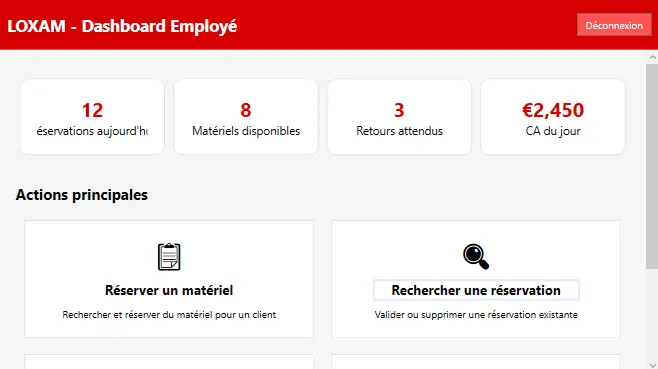 LOXAM - Dashboard Employé
Déconnexion
12
éservations aujourd'hu
8
Matériels disponibles
3
Retours attendus
€2,450
CA du jour
Actions principales
Réserver un matériel
Rechercher et réserver du matériel pour un client
Rechercher une réservation
Valider ou supprimer une réservation existante